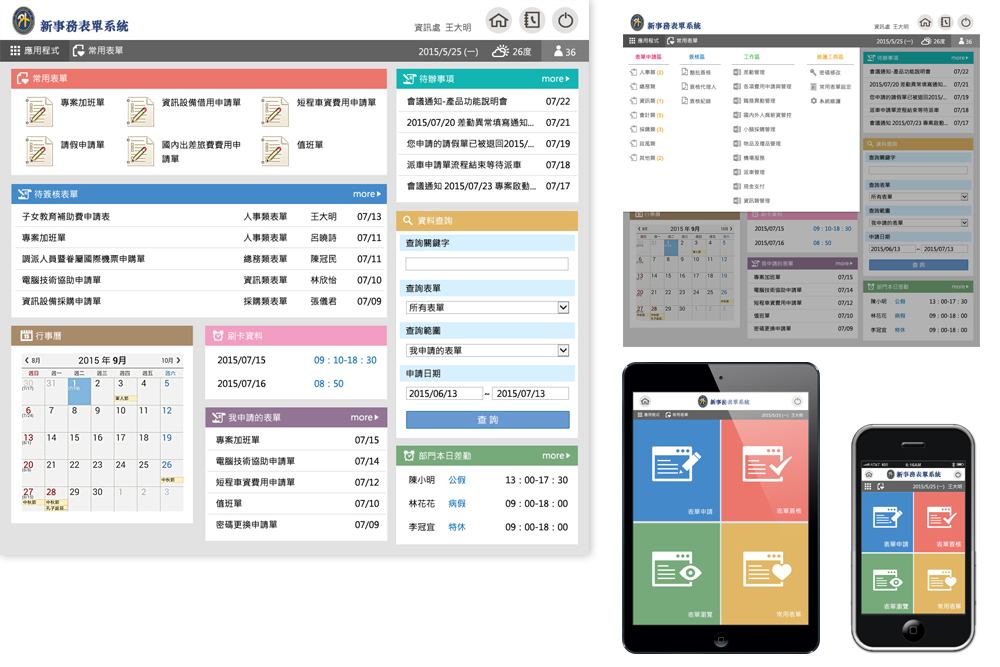 新事務表單系統
資訊處 王大明
應用程式 常用表單
2015/5/25 (一) 26度 36
常用表單
專案加班單 資訊設備借用申請單 短程車資費用申請單
請假申請單 國內出差旅費費用申請單 值班單
待簽核表單 more
子女教育補助費申請表 人事類表單 王大明 07/13
專案加班單 人事類表單 呂曉詩 07/11
調派人員暨眷屬國際機票申購單 總務類表單 陳冠民 07/11
電腦技術協助申請單 資訊類表單 林欣怡 07/10
資訊設備採購申請單 採購類表單 張儷君 07/09
行事曆
8月 2015 年 9月 10月
週日 週一 週二 週三 週四 週五 週六
30 31 1 2 3 4 5
(7/17) (7/19) 軍人節
6 7 8 9 10 11 12
(7/24)
13 14 15 16 17 18 19
(8/1)
20 21 22 23 24 25 26
中秋節
27 28 29 30 1 2 3
中秋節 中秋節
刷卡資料
2015/07/15 09：10-18：30
2015/07/16 08：50
我申請的表單 more
專案加班單 07/15
電腦技術協助申請單 07/14
短程車資費用申請單 07/12
值班單 07/10
密碼更換申請單 07/09
待辦事項 more
會議通知-產品功能說明會 07/22
2015/07/20 差勤異常填寫通知... 07/21
您申請的請假單已被退回2015/... 07/19
派車申請單流程結束等待派車 07/18
會議通知 2015/07/23 專案啟動... 07/17
資料查詢
查詢關鍵字
查詢表單
所有表單
查詢範圍
我申請的表單
申請日期
2015/06/13 ~ 2015/07/13
查 詢
部門本日差勤 more
陳小明 公假 13：00-17：30
林花花 病假 09：00-18：00
李冠宜 特休 09：00-18：00
新事務表單系統
資訊處 王大明
應用程式 常用表單
2015/5/25 (一) 26度 36
表單申請區 簽核區 工作區 維護工具區
人事類 (2) 整批簽核 差勤管理 密碼修改
總務類 簽核代理人 各項費用申請與管理 常用表單設定
資訊類 (1) 簽核紀錄 職務異動管理 系統維護
會計類 (5) 國內外人員薪資管控
採購類 (3) 小額採購管理
政風類 物品及禮品管理
其他類 (2) 機場服務
派車管理
現金支付
資訊類管理
待辦事項 more
會議通知-產品功能說明會 07/22
2015/07/20 差勤異常填寫通知... 07/21
您申請的請假單已被退回2015/... 07/19
派車申請單流程結束等待派車 07/18
會議通知 2015/07/23 專案啟動... 07/17
資料查詢
查詢關鍵字
查詢表單
所有表單
查詢範圍
我申請的表單
申請日期
2015/06/13 ~ 2015/07/13
查 詢
行事曆
8月 2015 年 9月 10月
刷卡資料
2015/07/15 09：10-18：30
2015/07/16 08：50
我申請的表單 more
專案加班單 07/15
電腦技術協助申請單 07/14
短程車資費用申請單 07/12
值班單 07/10
密碼更換申請單 07/09
部門本日差勤 more
陳小明 公假 13：00-17：30
林花花 病假 09：00-18：00
李冠宜 特休 09：00-18：00
新事務表單系統
應用程式 常用表單 2015/5/25 (一) 王大明
表單申請 表單簽核
表單瀏覽 常用表單
8:16AM
新事務表單系統
2015/5/25 (一) 王大明
表單申請 表單簽核
表單瀏覽 常用表單